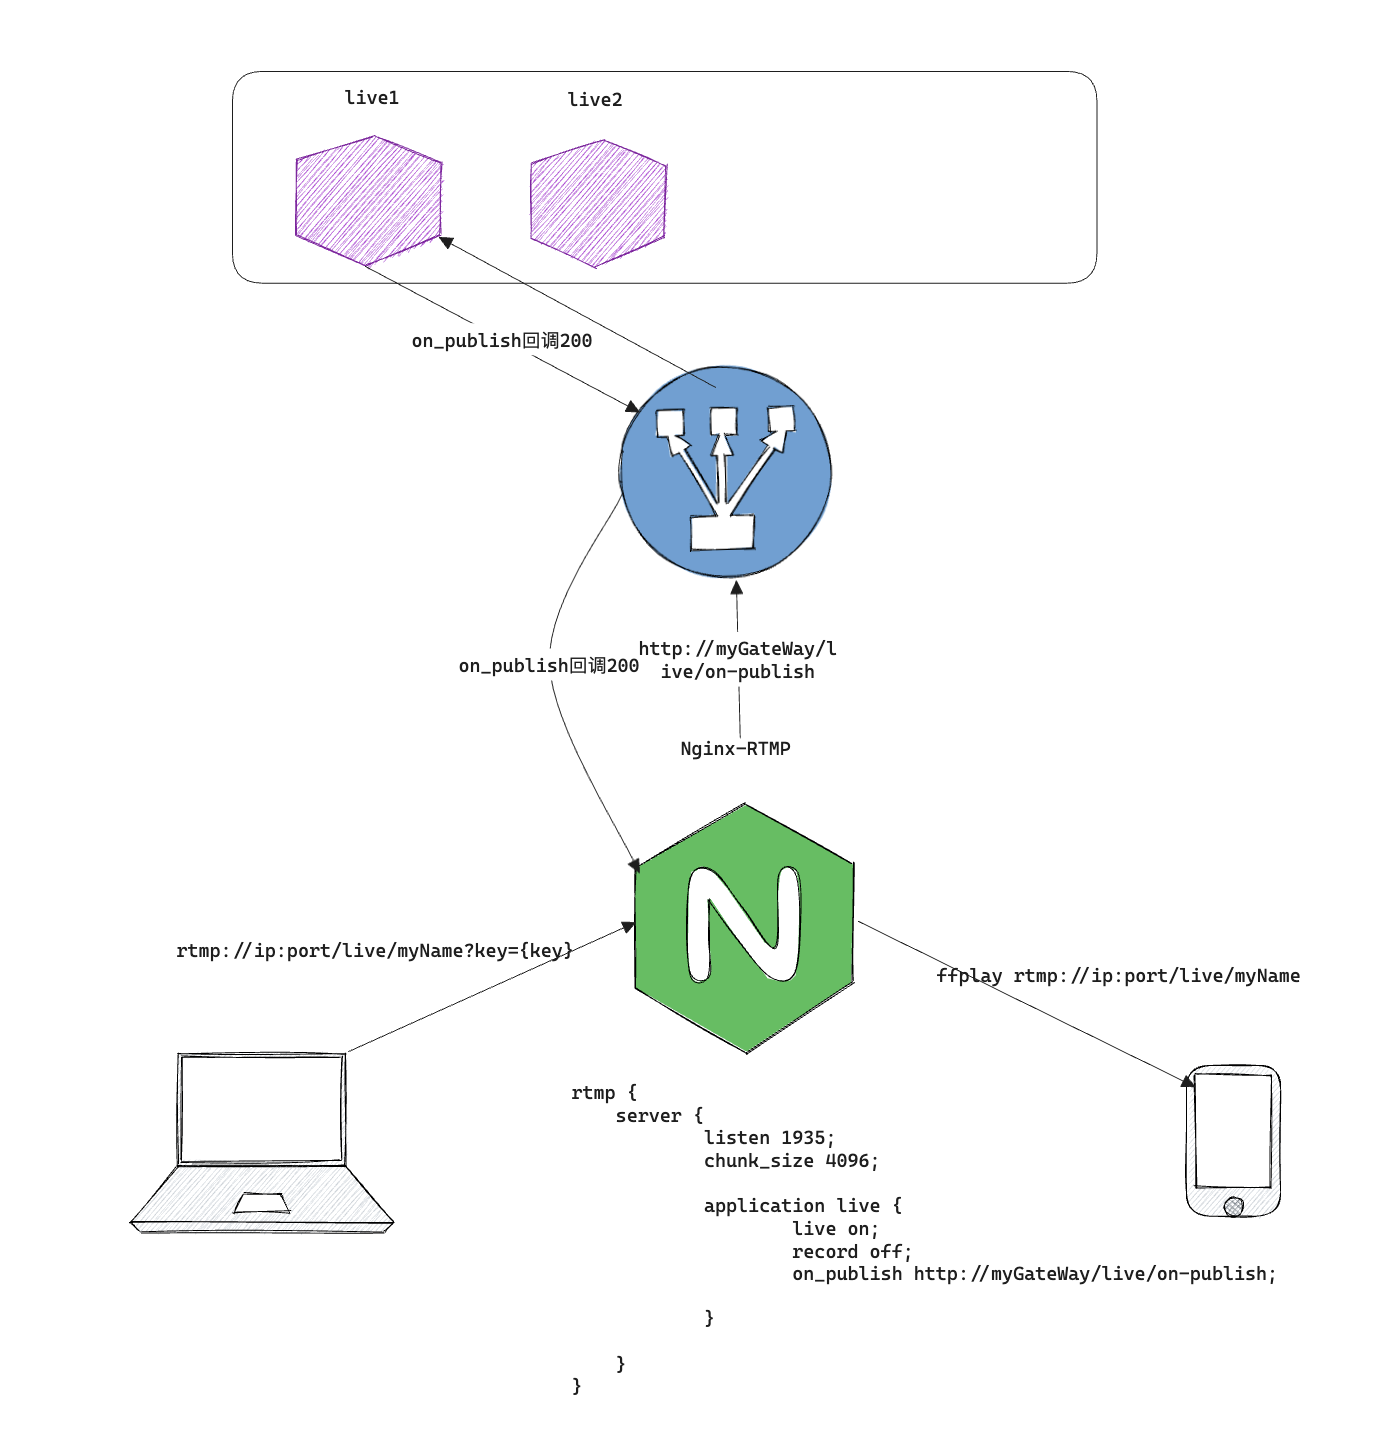 live1
live2
on_publish回调200
http://myGateWay/l
ive/on-publish
on_publish回调200
Nginx-RTMP
N
rtmp://ip:port/live/myName?key={key}
ffplay rtmp://ip:port/live/myName
rtmp {
    server {
            listen 1935;
            chunk_size 4096;
            application live {
                    live on;
                    record off;
                    on_publish http://myGateWay/live/on-publish;
            }
    }
}